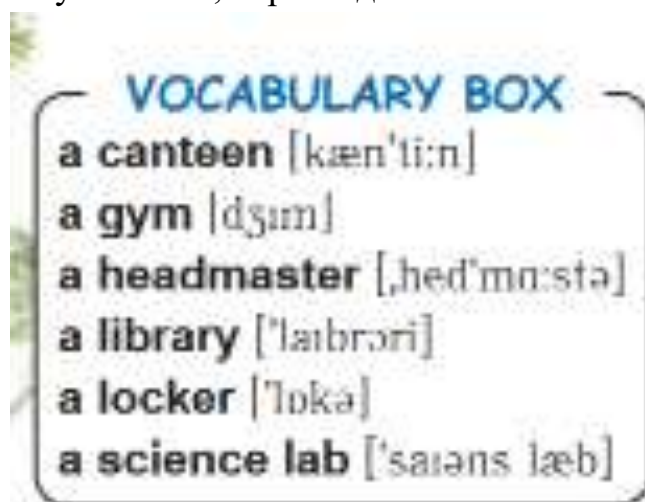 VOCABULARY BOX
a canteen [kæn'ti:n]
a gym [dʒɪm]
a headmaster [ˌhed'mɑ:stə]
a library ['laɪbrəri]
a locker ['lɒkə]
a science lab ['saɪəns læb]